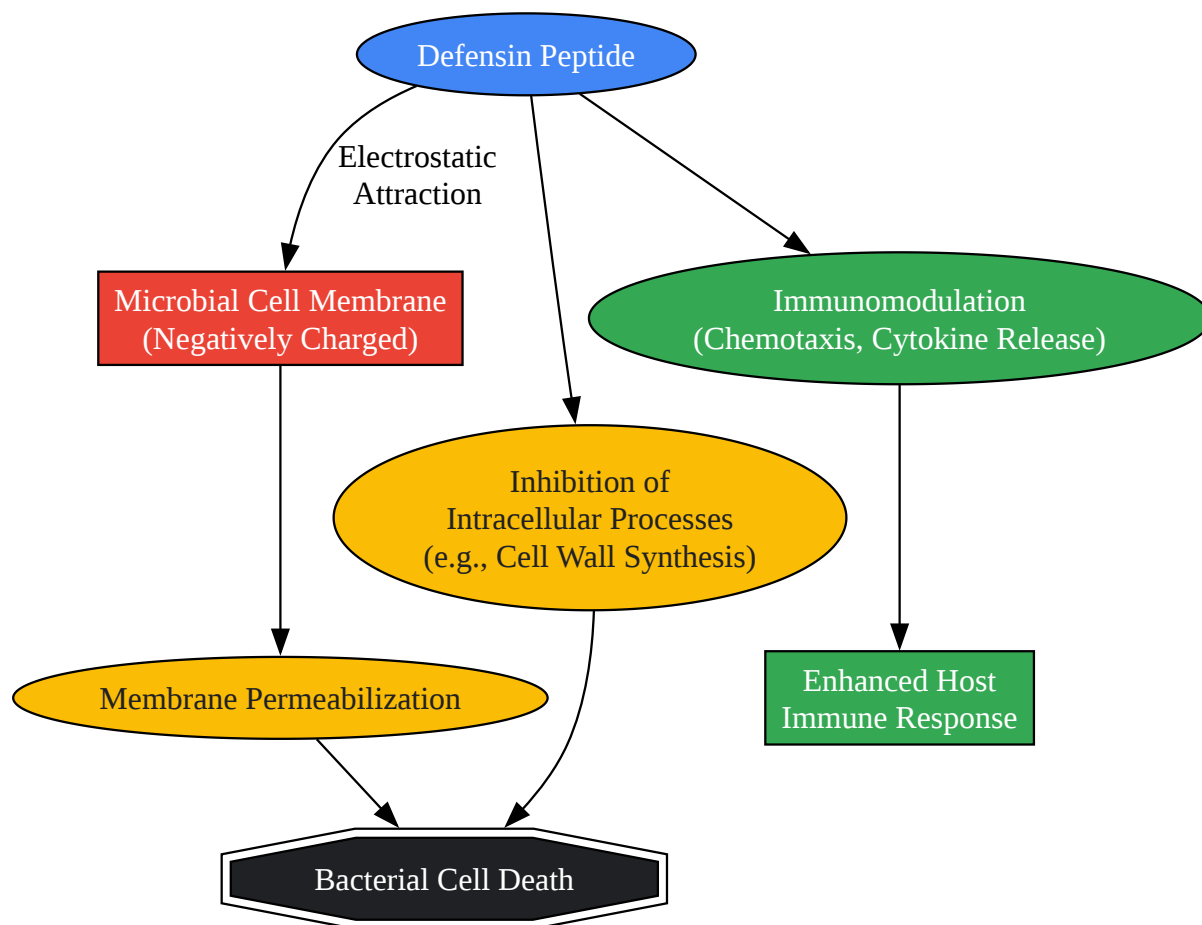 Defensin Peptide
Electrostatic
Attraction
Microbial Cell Membrane
(Negatively Charged)
Immunomodulation
(Chemotaxis, Cytokine Release)
Inhibition of
Intracellular Processes
(e.g., Cell Wall Synthesis)
Membrane Permeabilization
Enhanced Host
Immune Response
Bacterial Cell Death